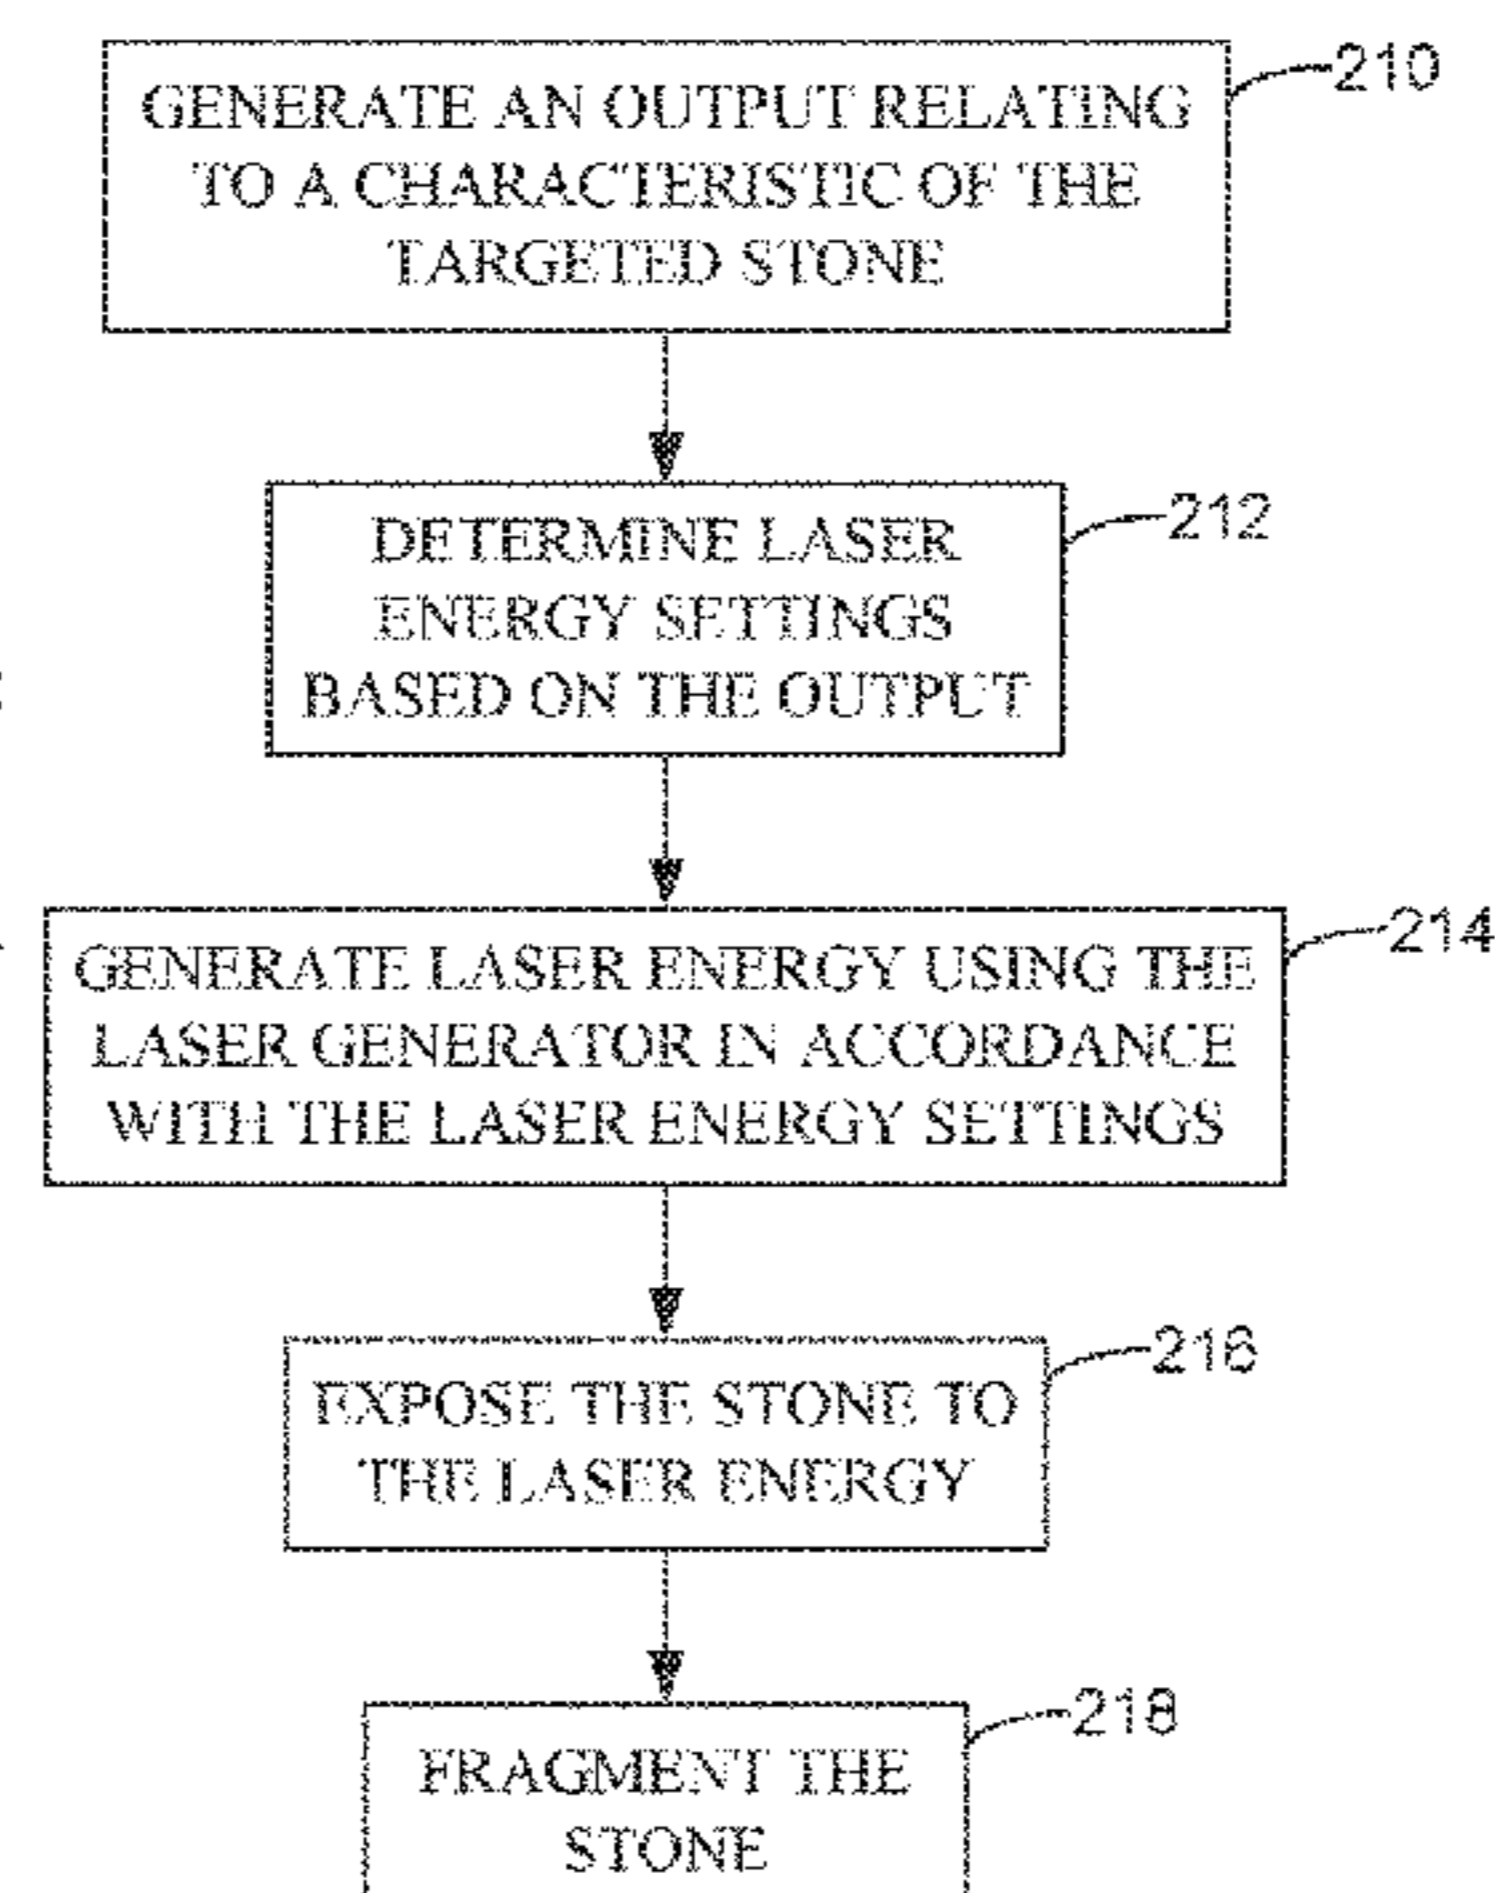 GENERATE AN OUTPUT RELATING
TO A CHARACTERISTIC OF THE
TARGETED STONE
210
DETERMINE LASER
ENERGY SETTINGS
BASED ON THE OUTPUT
212
GENERATE LASER ENERGY USING THE
LASER GENERATOR IN ACCORDANCE
WITH THE LASER ENERGY SETTINGS
214
EXPOSE THE STONE TO
THE LASER ENERGY
216
FRAGMENT THE
STONE
218